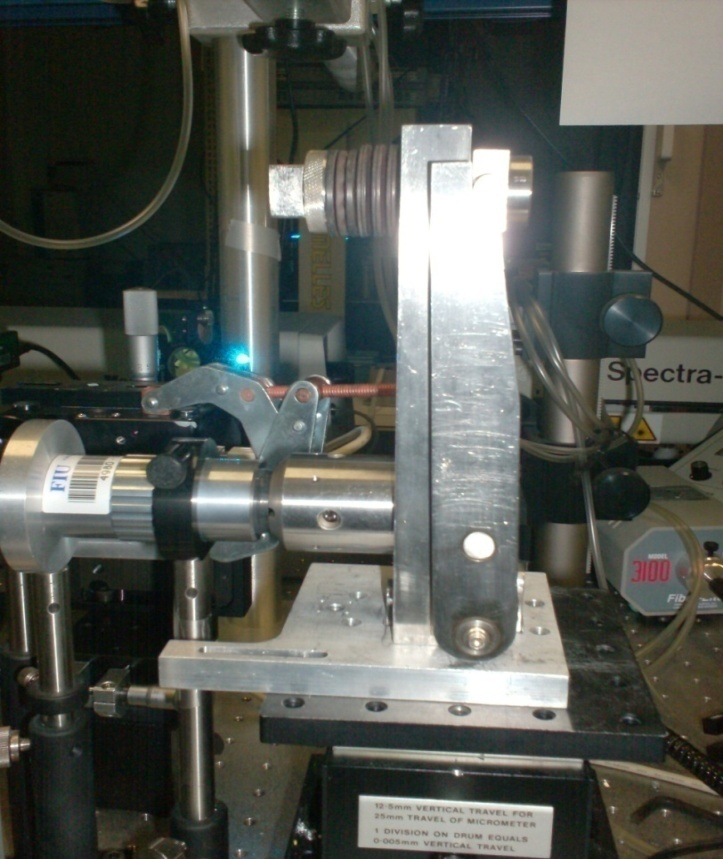 Spectra-
FIU
MODEL
3100
Fib
12·5mm VERTICAL TRAVEL FOR
25mm TRAVEL OF MICROMETER
1 DIVISION ON DRUM EQUALS
0·005mm VERTICAL TRAVEL